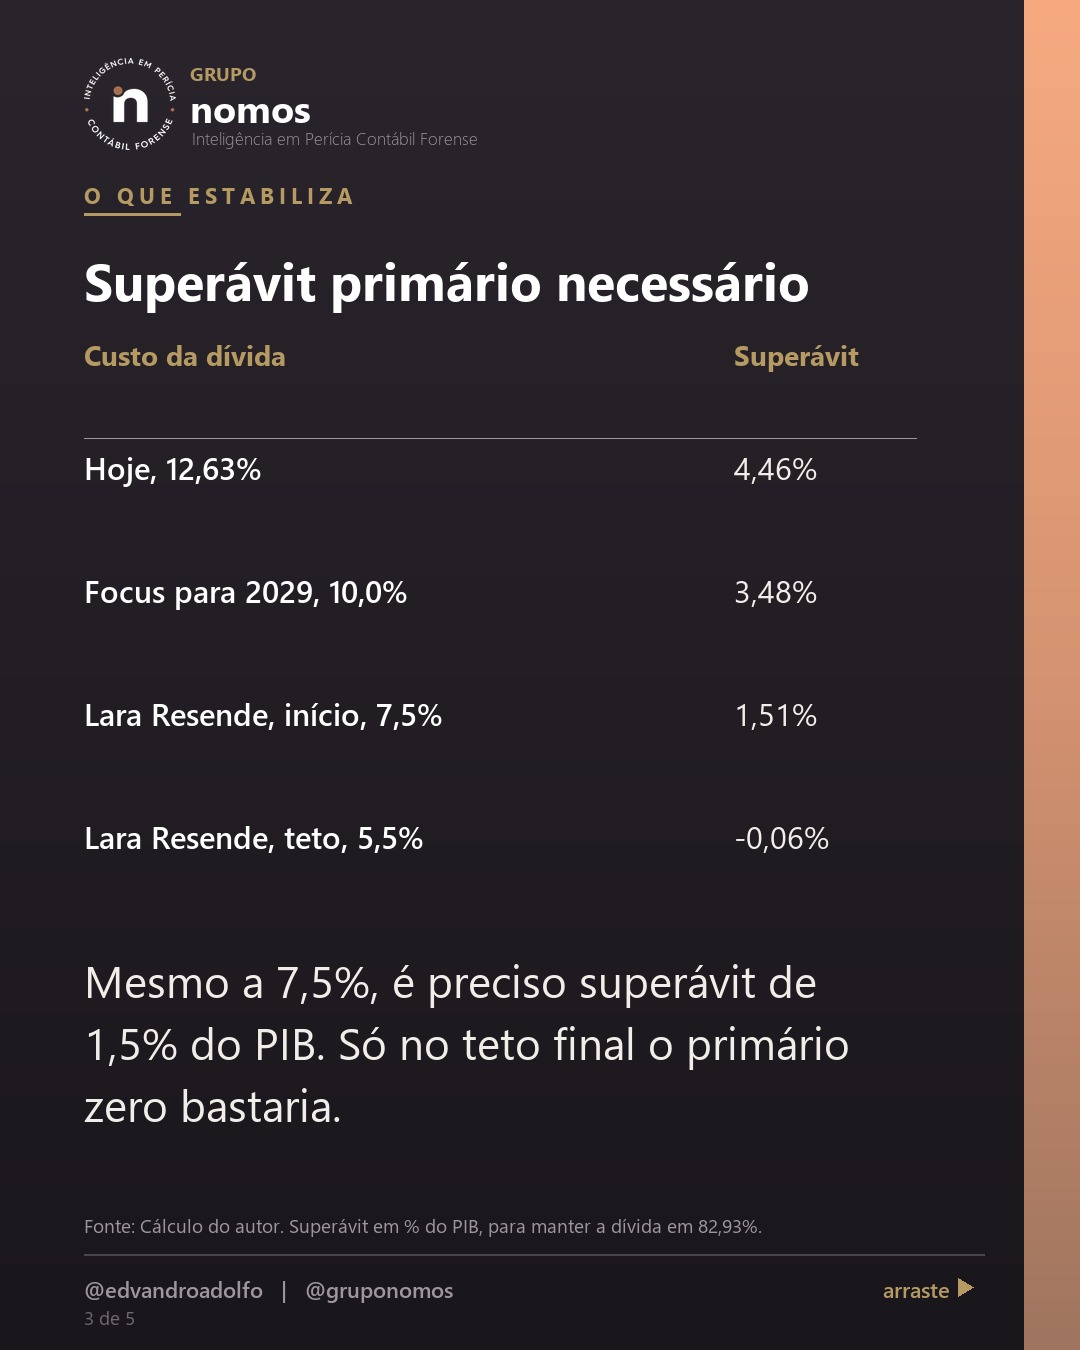 INTELIGÊNCIA EM PERÍCIA
CONTÁBIL FORENSE
n
GRUPO
nomos
Inteligência em Perícia Contábil Forense
O QUE ESTABILIZA
Superávit primário necessário
Custo da dívida Superávit
Hoje, 12,63% 4,46%
Focus para 2029, 10,0% 3,48%
Lara Resende, início, 7,5% 1,51%
Lara Resende, teto, 5,5% -0,06%
Mesmo a 7,5%, é preciso superávit de
1,5% do PIB. Só no teto final o primário
zero bastaria.
Fonte: Cálculo do autor. Superávit em % do PIB, para manter a dívida em 82,93%.
@edvandroadolfo | @gruponomos arraste
3 de 5